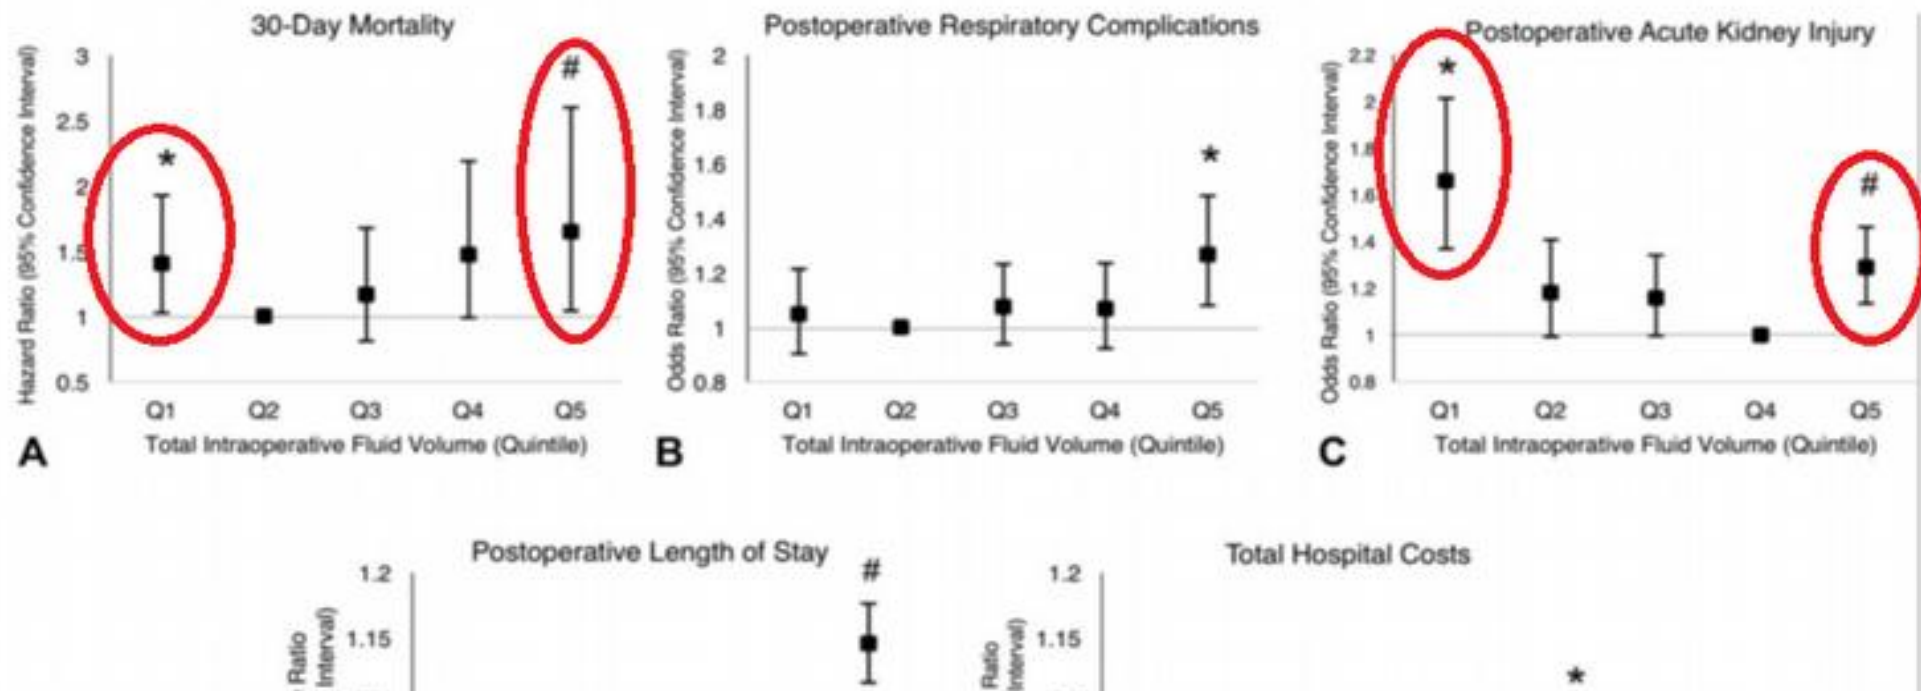 30-Day Mortality
Hazard Ratio (95% Confidence Interval)
3
2.5
2
1.5
1
0.5
*
#
Q1 Q2 Q3 Q4 Q5
Total Intraoperative Fluid Volume (Quintile)
A
Postoperative Respiratory Complications
Odds Ratio (95% Confidence Interval)
2
1.8
1.6
1.4
1.2
1
0.8
*
Q1 Q2 Q3 Q4 Q5
Total Intraoperative Fluid Volume (Quintile)
B
Postoperative Acute Kidney Injury
Odds Ratio (95% Confidence Interval)
2.2
2
1.8
1.6
1.4
1.2
1
0.8
*
#
Q1 Q2 Q3 Q4 Q5
Total Intraoperative Fluid Volume (Quintile)
C
Postoperative Length of Stay
Ratio
Interval)
1.2
1.15
#
Total Hospital Costs
Ratio
Interval)
1.2
1.15
*